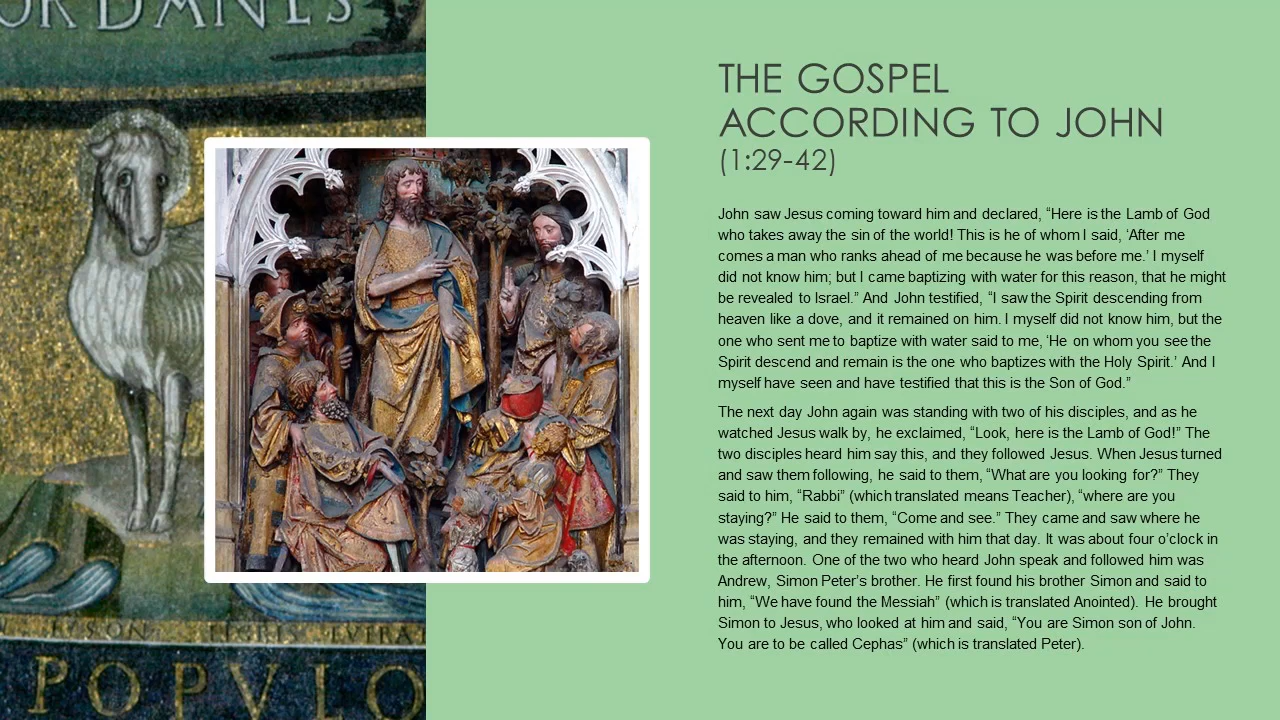 ORDANES
POPVLO
THE GOSPEL
ACCORDING TO JOHN
(1:29-42)
John saw Jesus coming toward him and declared, “Here is the Lamb of God
who takes away the sin of the world! This is he of whom I said, ‘After me
comes a man who ranks ahead of me because he was before me.’ I myself
did not know him; but I came baptizing with water for this reason, that he might
be revealed to Israel.” And John testified, “I saw the Spirit descending from
heaven like a dove, and it remained on him. I myself did not know him, but the
one who sent me to baptize with water said to me, ‘He on whom you see the
Spirit descend and remain is the one who baptizes with the Holy Spirit.’ And I
myself have seen and have testified that this is the Son of God.”
The next day John again was standing with two of his disciples, and as he
watched Jesus walk by, he exclaimed, “Look, here is the Lamb of God!” The
two disciples heard him say this, and they followed Jesus. When Jesus turned
and saw them following, he said to them, “What are you looking for?” They
said to him, “Rabbi” (which translated means Teacher), “where are you
staying?” He said to them, “Come and see.” They came and saw where he
was staying, and they remained with him that day. It was about four o’clock in
the afternoon. One of the two who heard John speak and followed him was
Andrew, Simon Peter’s brother. He first found his brother Simon and said to
him, “We have found the Messiah” (which is translated Anointed). He brought
Simon to Jesus, who looked at him and said, “You are Simon son of John.
You are to be called Cephas” (which is translated Peter).